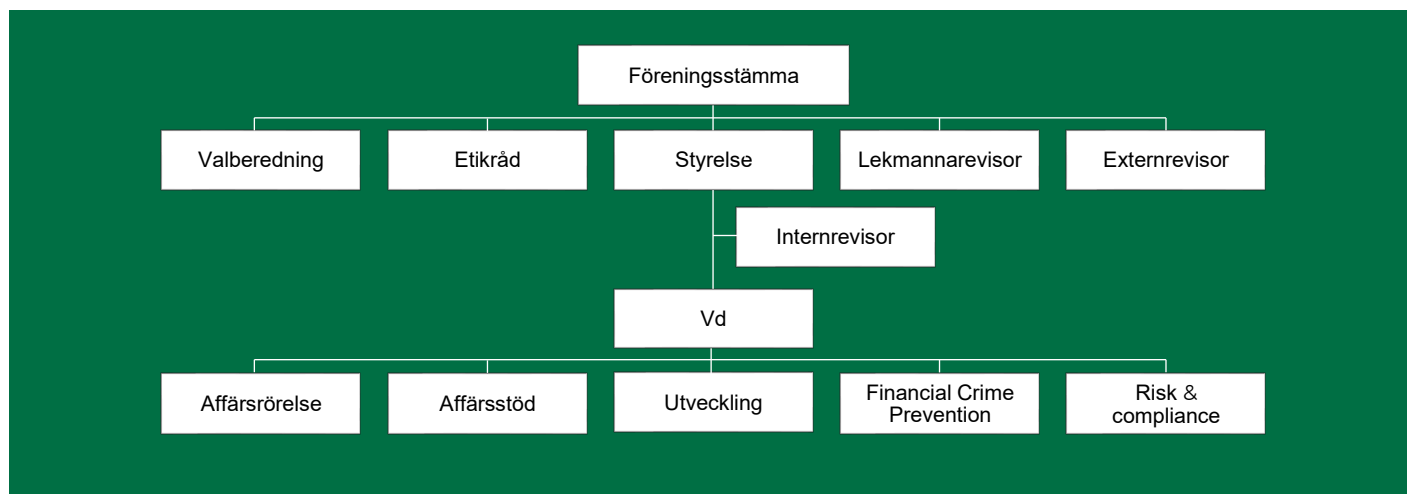 Föreningsstämma
Valberedning
Etikråd
Styrelse
Lekmannarevisor
Externrevisor
Internrevisor
Vd
Affärsrörelse
Affärsstöd
Utveckling
Financial Crime
Prevention
Risk &
compliance